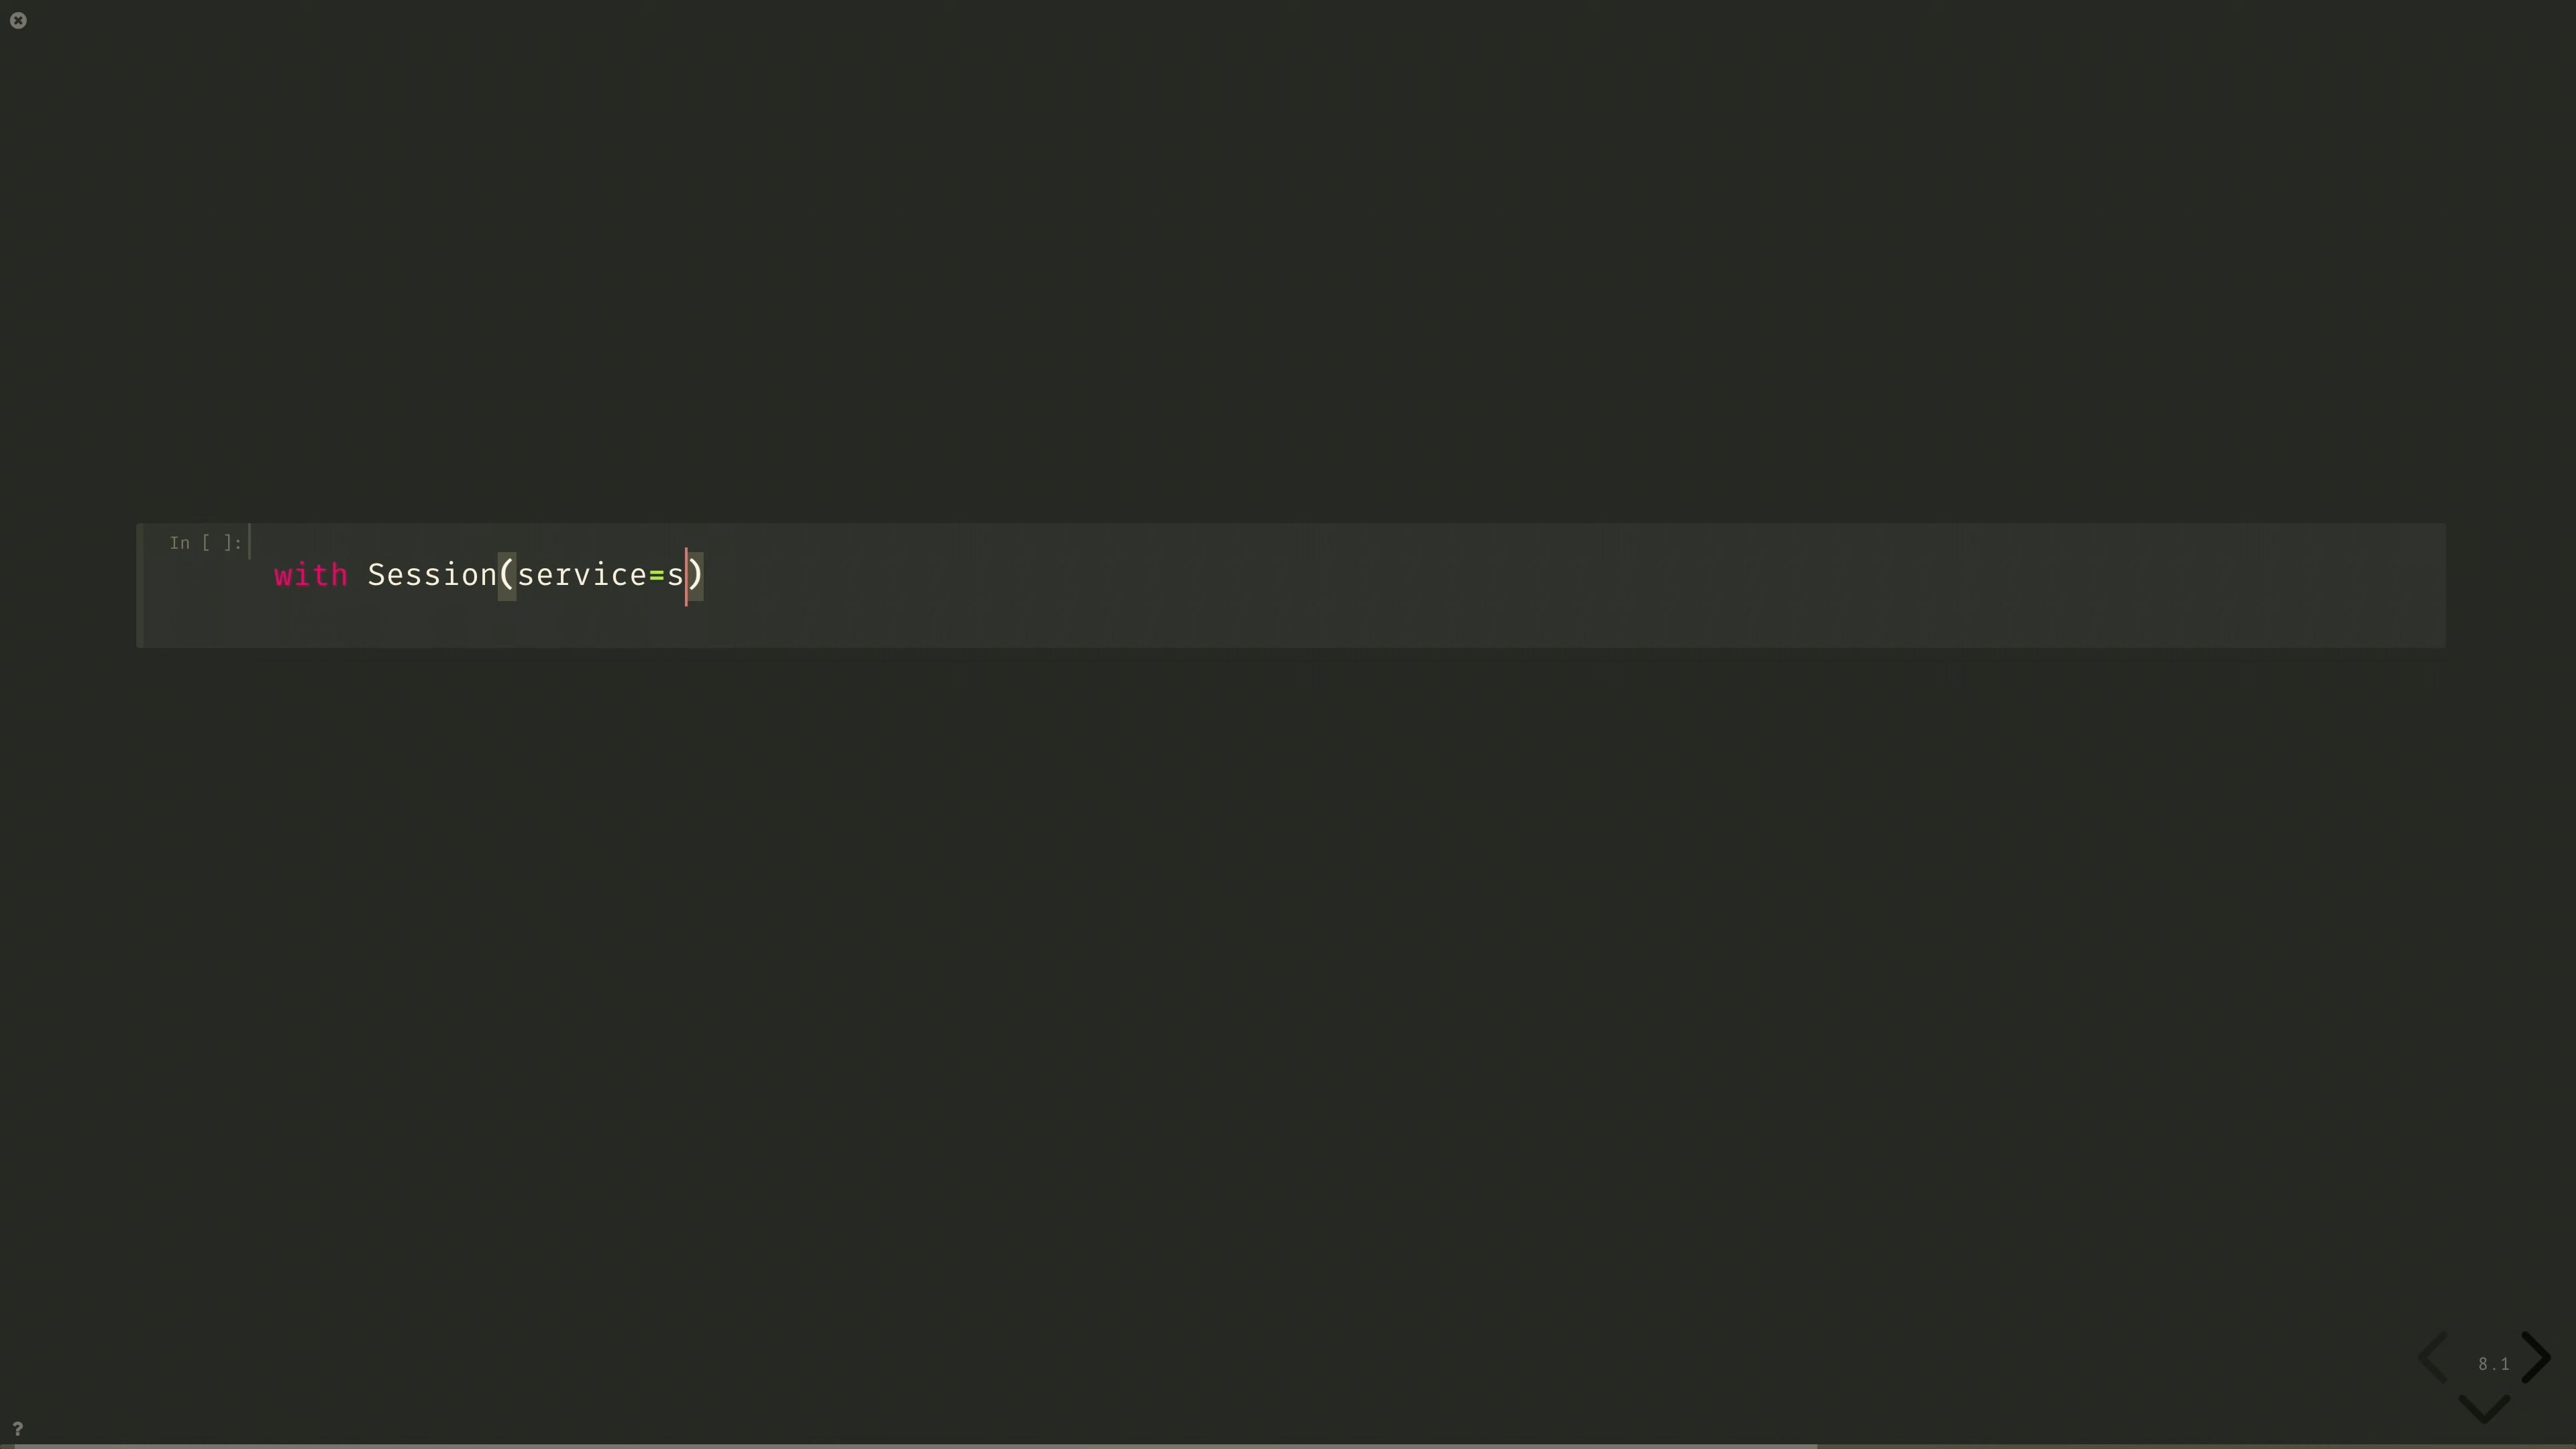 In [ ]:
with Session(service=s)
8.1
?